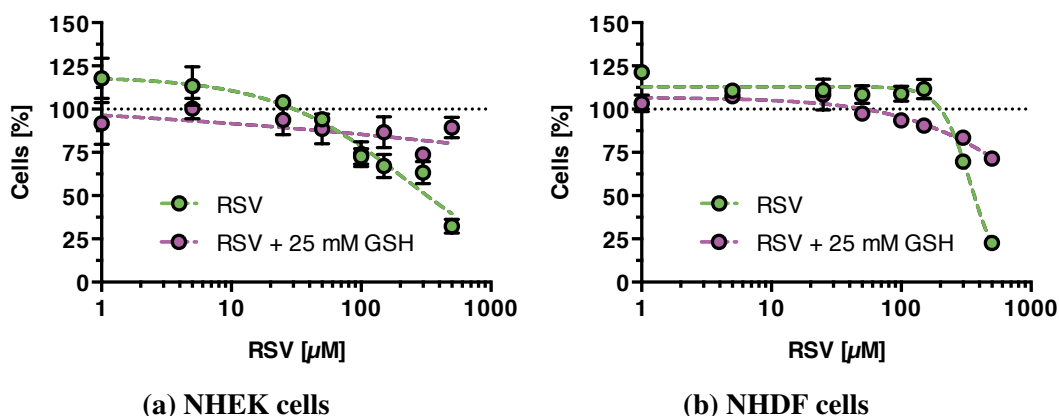 150
125
100
75
50
25
0
Cells [%]
RSV
RSV + 25 mM GSH
1 10 100 1000
RSV [µM]
(a) NHEK cells
150
125
100
75
50
25
0
Cells [%]
RSV
RSV + 25 mM GSH
1 10 100 1000
RSV [µM]
(b) NHDF cells